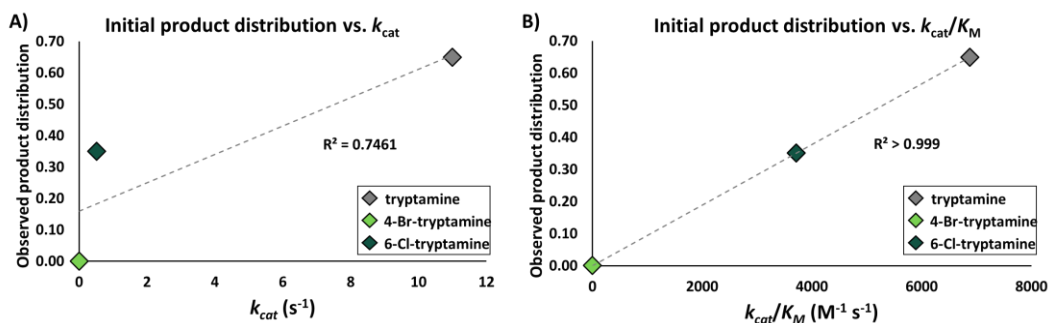 A)
Initial product distribution vs. kcat
Observed product distribution
0.70
0.60
0.50
0.40
0.30
0.20
0.10
0.00
R² = 0.7461
tryptamine
4-Br-tryptamine
6-Cl-tryptamine
0 2 4 6 8 10 12
kcat (s⁻¹)
B)
Initial product distribution vs. kcat/KM
Observed product distribution
0.70
0.60
0.50
0.40
0.30
0.20
0.10
0.00
R² > 0.999
tryptamine
4-Br-tryptamine
6-Cl-tryptamine
0 2000 4000 6000 8000
kcat/KM (M⁻¹ s⁻¹)